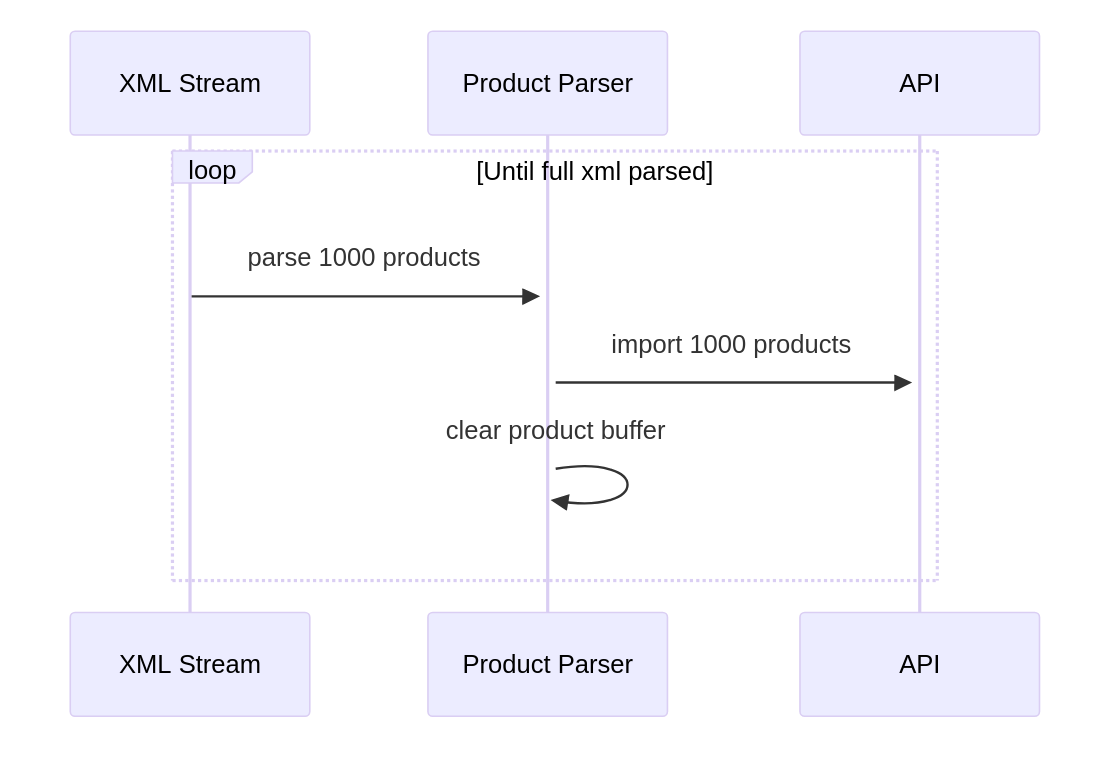 XML Stream
Product Parser
API
loop
[Until full xml parsed]
parse 1000 products
import 1000 products
clear product buffer
XML Stream
Product Parser
API